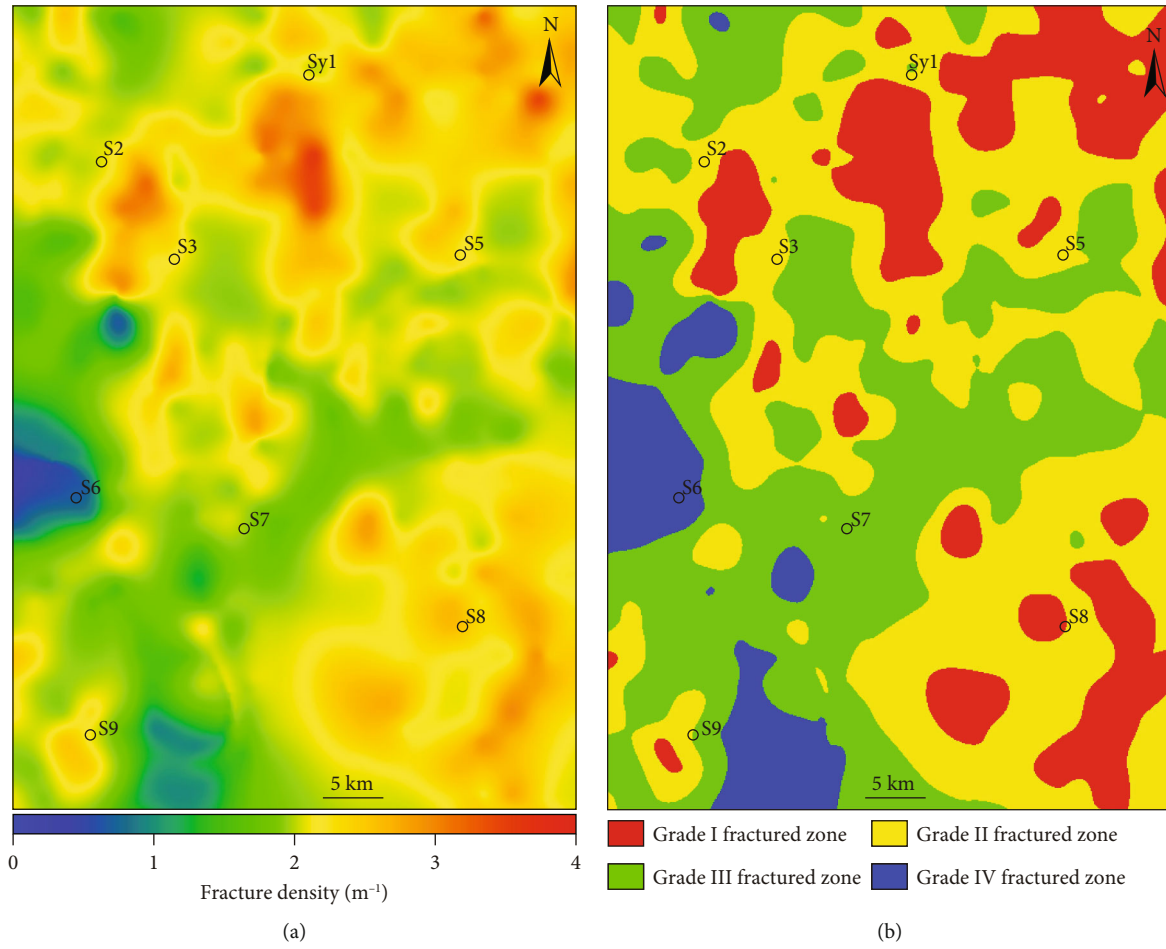 N
Sy1
S2
S3
S5
S6
S7
S8
S9
5 km
0 1 2 3 4
Fracture density (m⁻¹)
(a)
N
Sy1
S2
S3
S5
S6
S7
S8
S9
5 km
Grade I fractured zone
Grade II fractured zone
Grade III fractured zone
Grade IV fractured zone
(b)